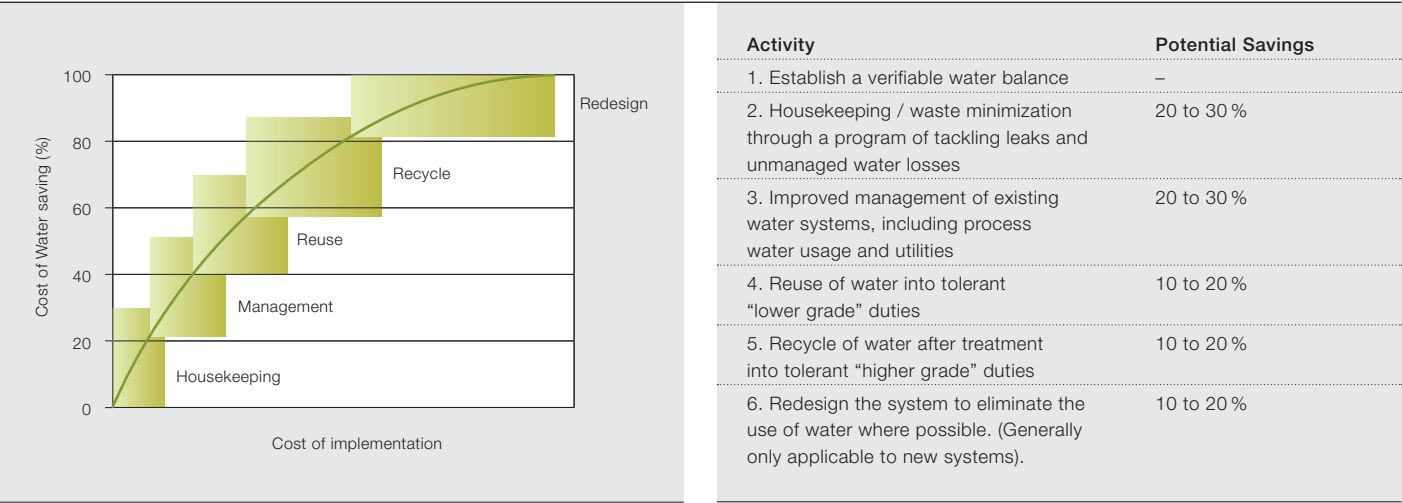 Cost of Water saving (%)
100
80
60
40
20
0
Redesign
Recycle
Reuse
Management
Housekeeping
Cost of implementation
Activity Potential Savings
1. Establish a verifiable water balance –
2. Housekeeping / waste minimization 20 to 30 %
through a program of tackling leaks and
unmanaged water losses
3. Improved management of existing 20 to 30 %
water systems, including process
water usage and utilities
4. Reuse of water into tolerant 10 to 20 %
“lower grade” duties
5. Recycle of water after treatment 10 to 20 %
into tolerant “higher grade” duties
6. Redesign the system to eliminate the 10 to 20 %
use of water where possible. (Generally
only applicable to new systems).